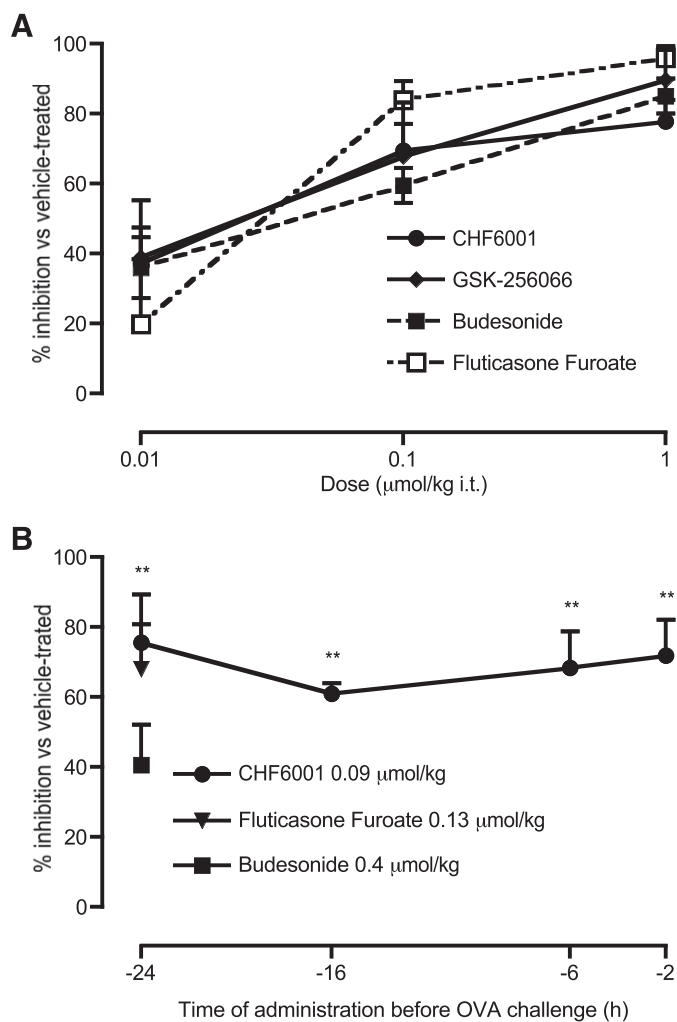 A
% inhibition vs vehicle-treated
100
80
60
40
20
0
CHF6001
GSK-256066
Budesonide
Fluticasone Furoate
0.01
0.1
1
Dose (μmol/kg i.t.)
B
% inhibition vs vehicle-trated
100
80
60
40
20
0
**
**
**
**
CHF6001 0.09 μmol/kg
Fluticasone Furoate 0.13 μmol/kg
Budesonide 0.4 μmol/kg
-24
-16
-6
-2
Time of administration before OVA challenge (h)